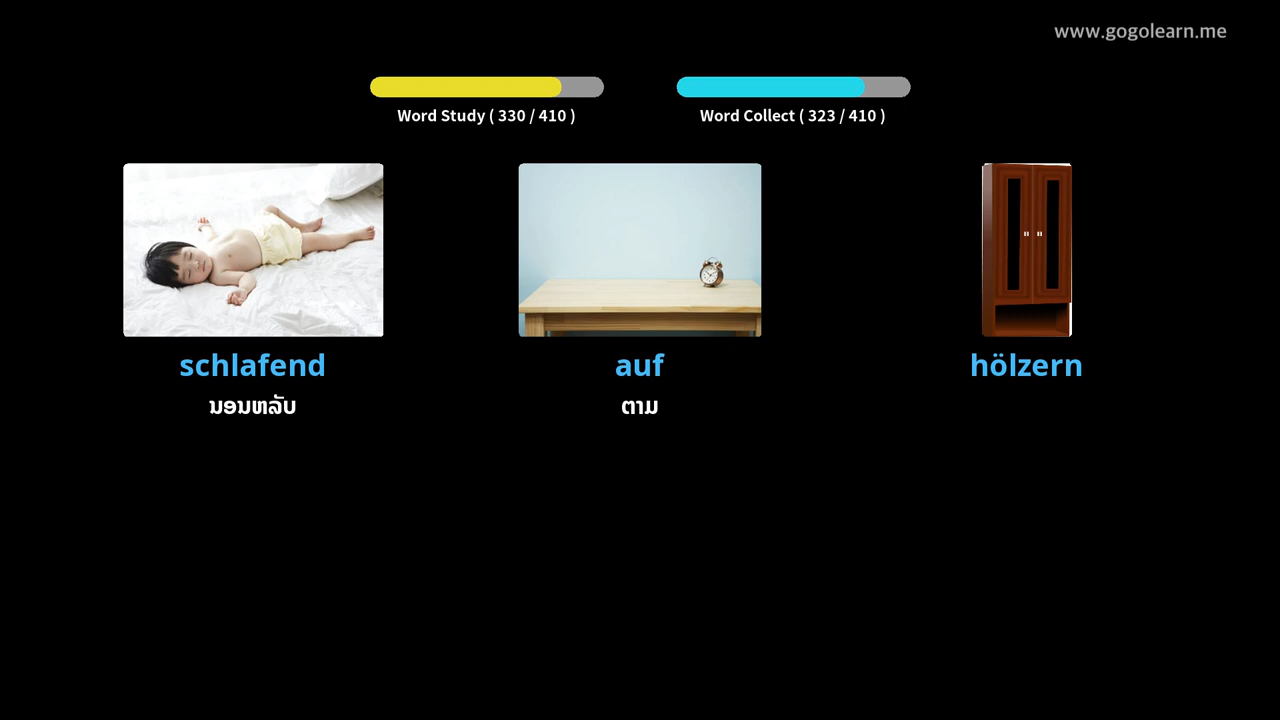 www.gogolearn.me
Word Study ( 330 / 410 )
Word Collect ( 323 / 410 )
schlafend
auf
hölzern
ນອນຫລັບ
ຕາມ